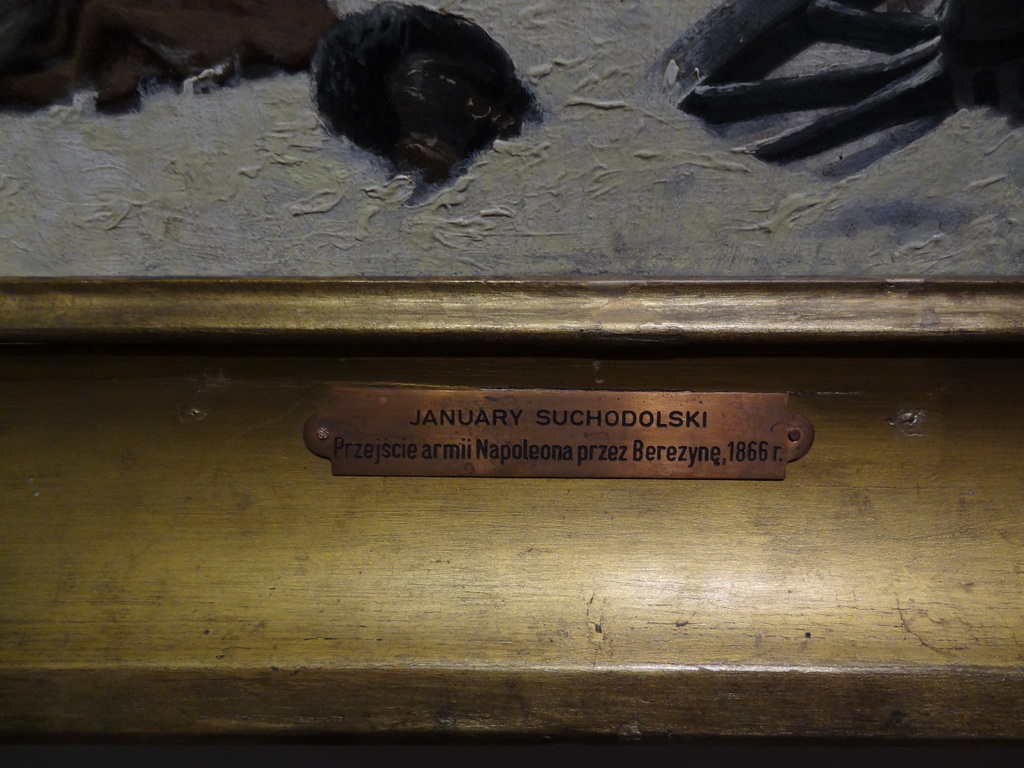 JANUARY SUCHODOLSKI
Przejście armii Napoleona przez Berezynę, 1866 r.